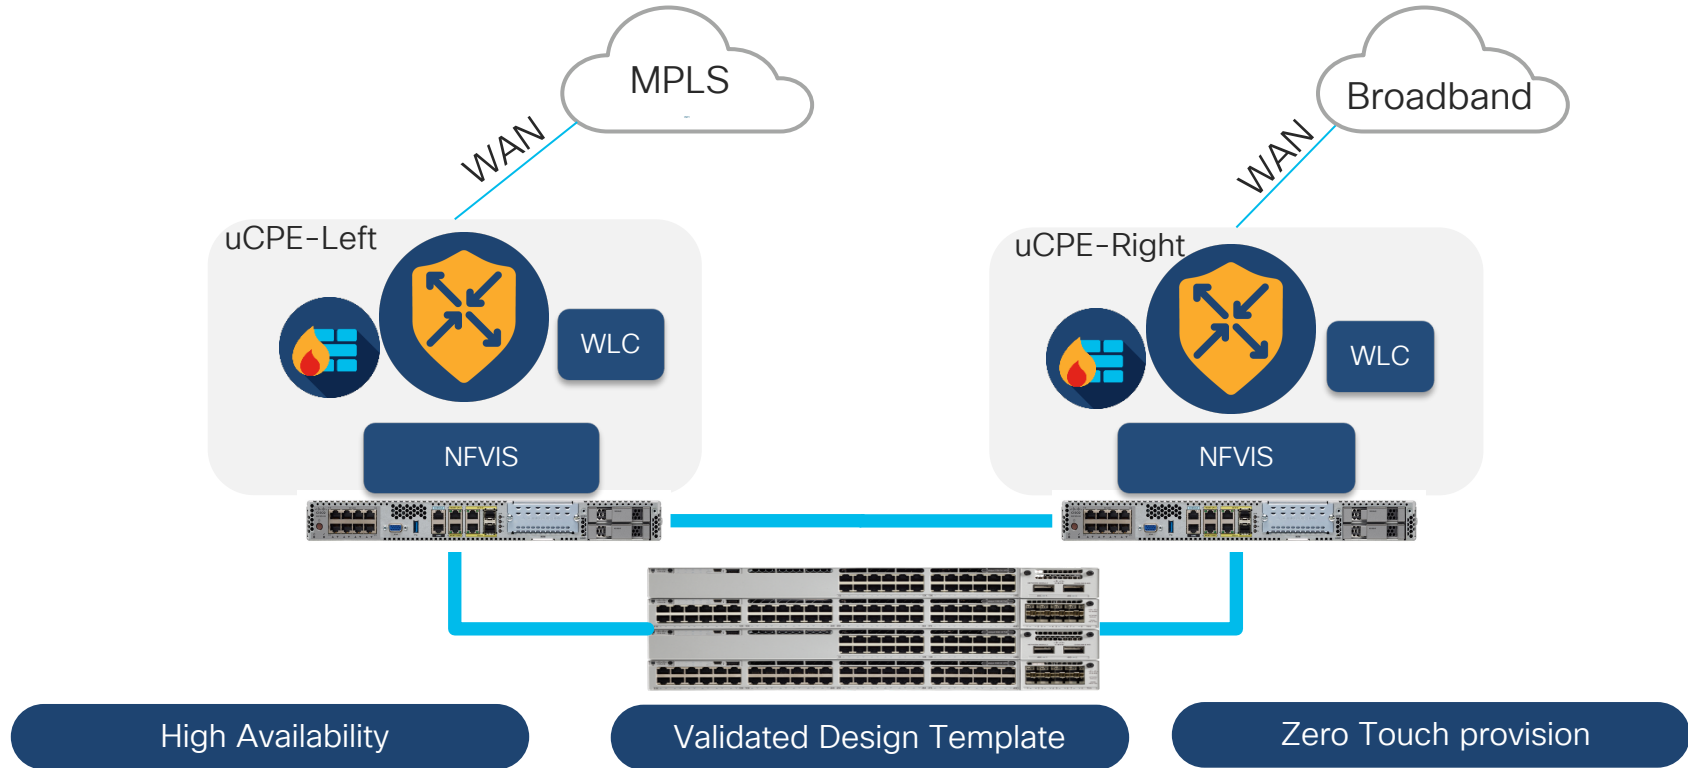 MPLS
Broadband
WAN
WAN
uCPE-Left
uCPE-Right
WLC
WLC
NFVIS
NFVIS
High Availability
Validated Design Template
Zero Touch provision